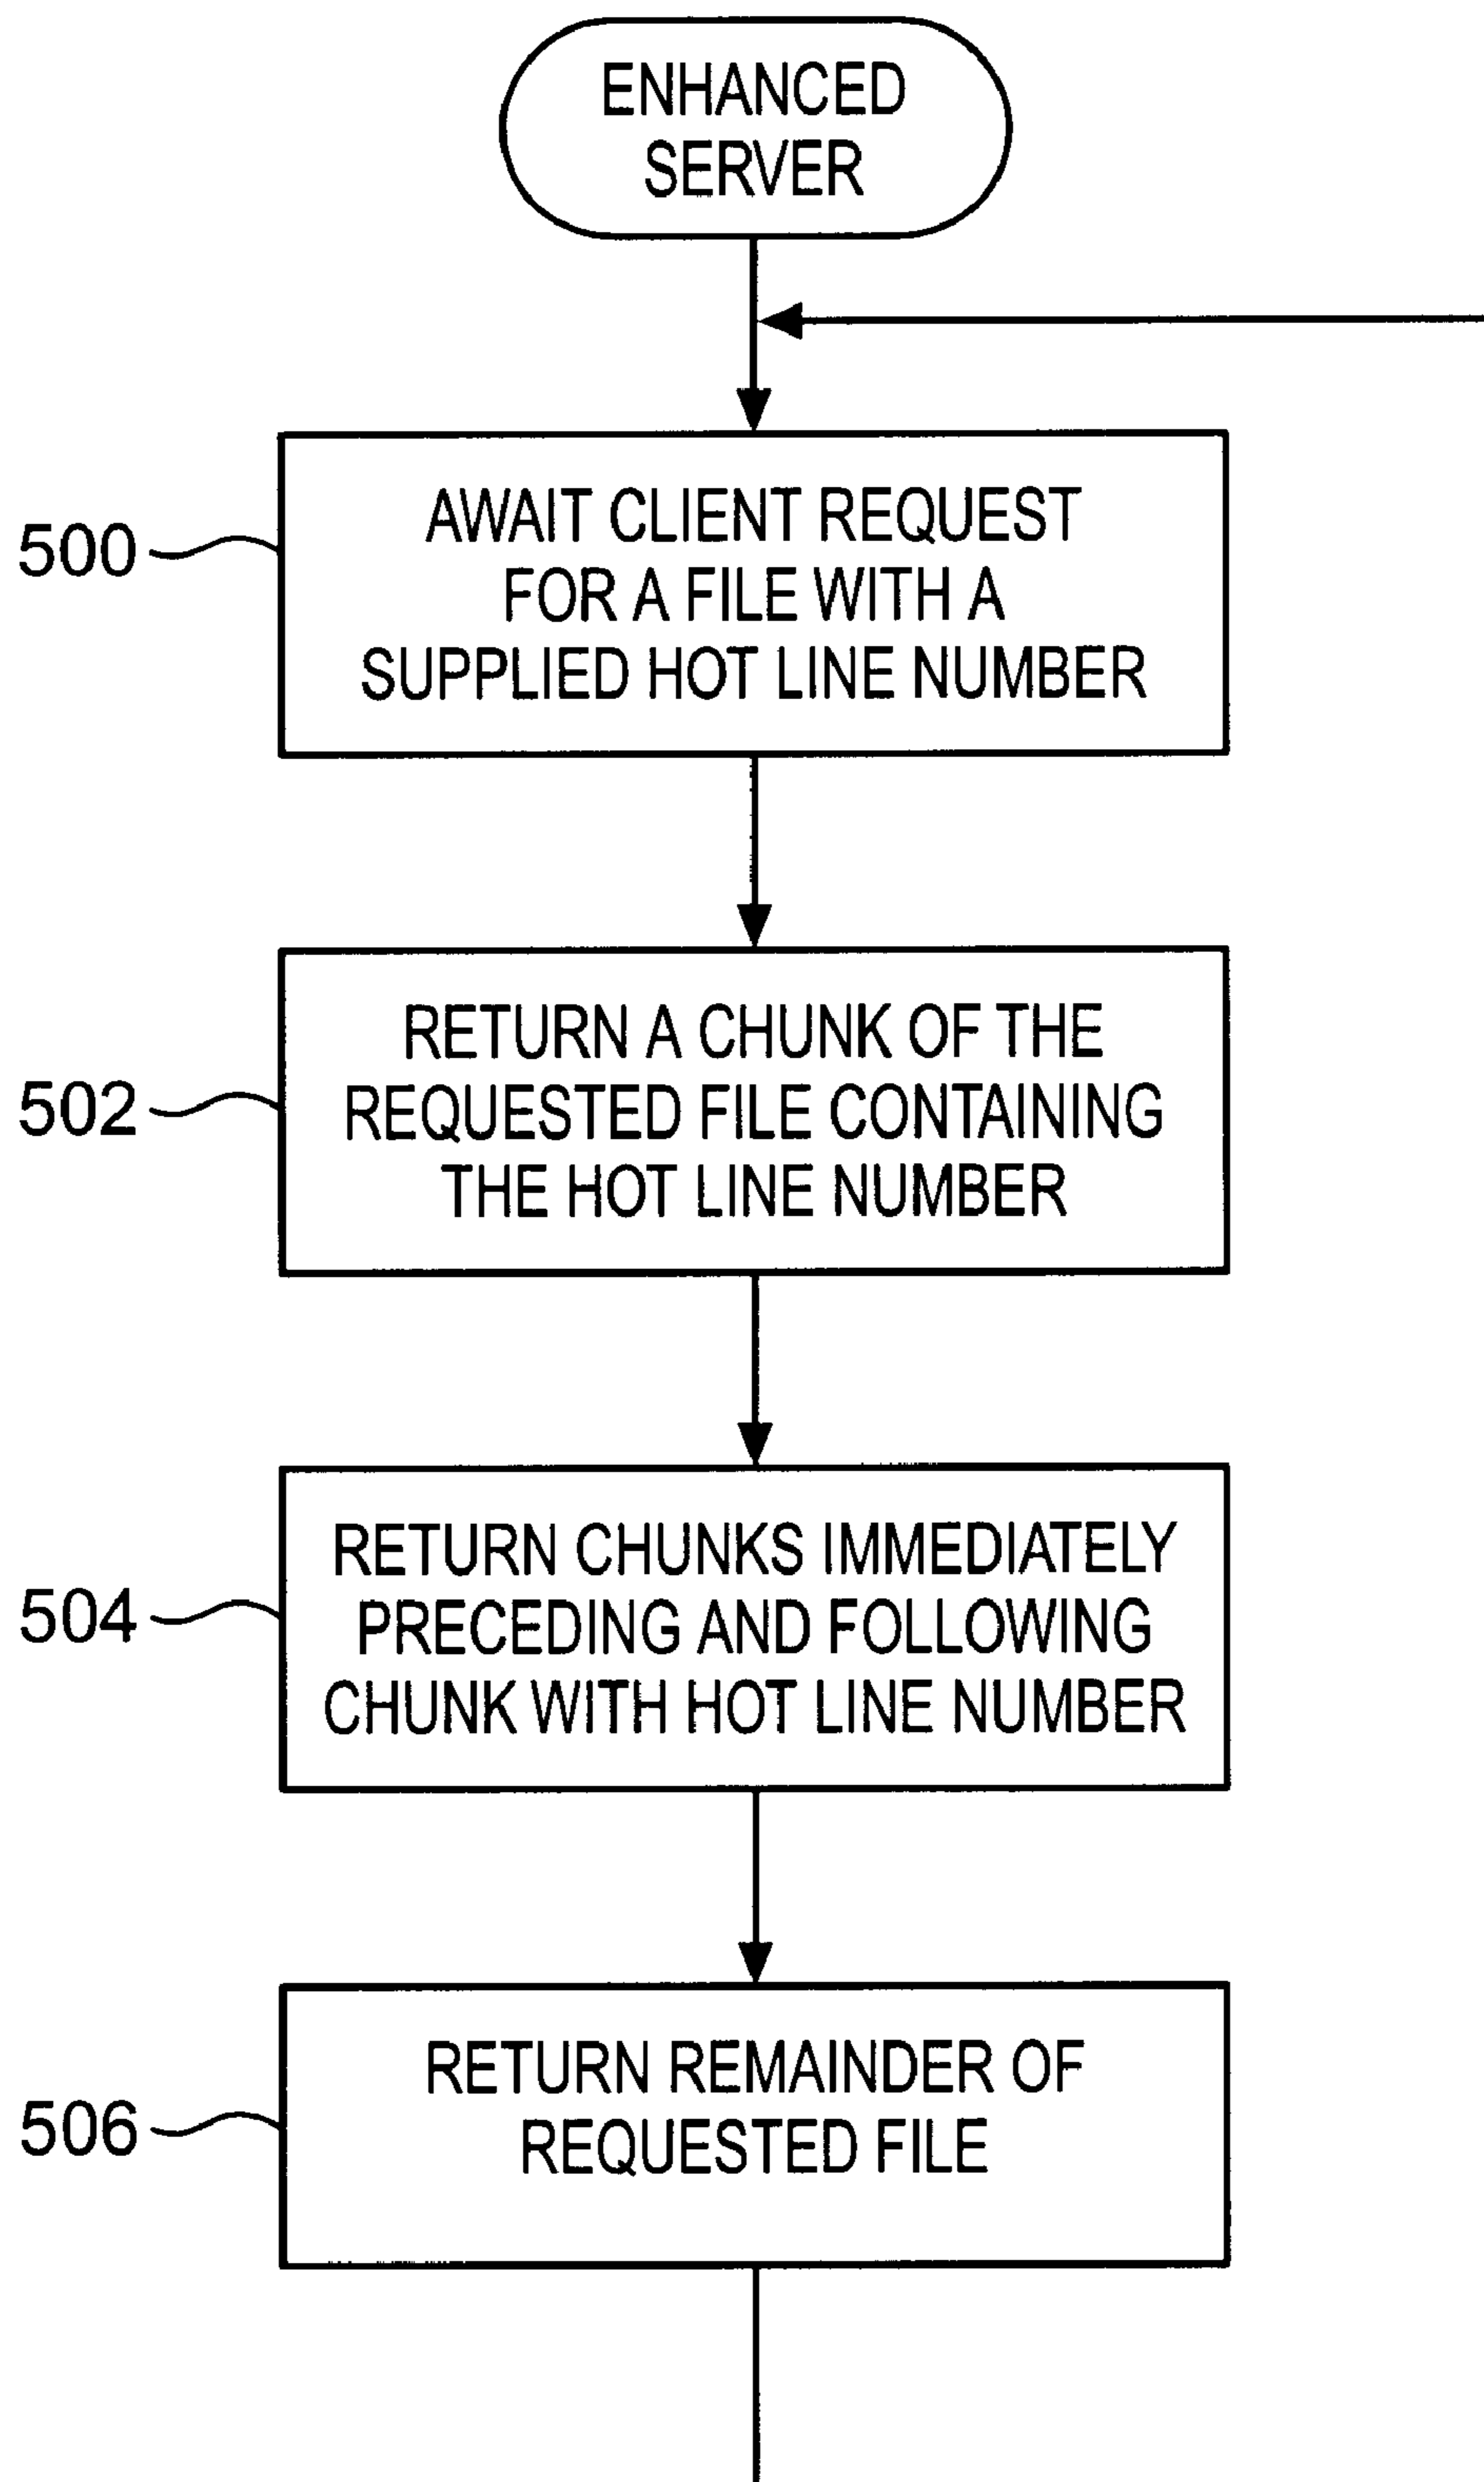 ENHANCED
SERVER
500
AWAIT CLIENT REQUEST
FOR A FILE WITH A
SUPPLIED HOT LINE NUMBER
502
RETURN A CHUNK OF THE
REQUESTED FILE CONTAINING
THE HOT LINE NUMBER
504
RETURN CHUNKS IMMEDIATELY
PRECEDING AND FOLLOWING
CHUNK WITH HOT LINE NUMBER
506
RETURN REMAINDER OF
REQUESTED FILE